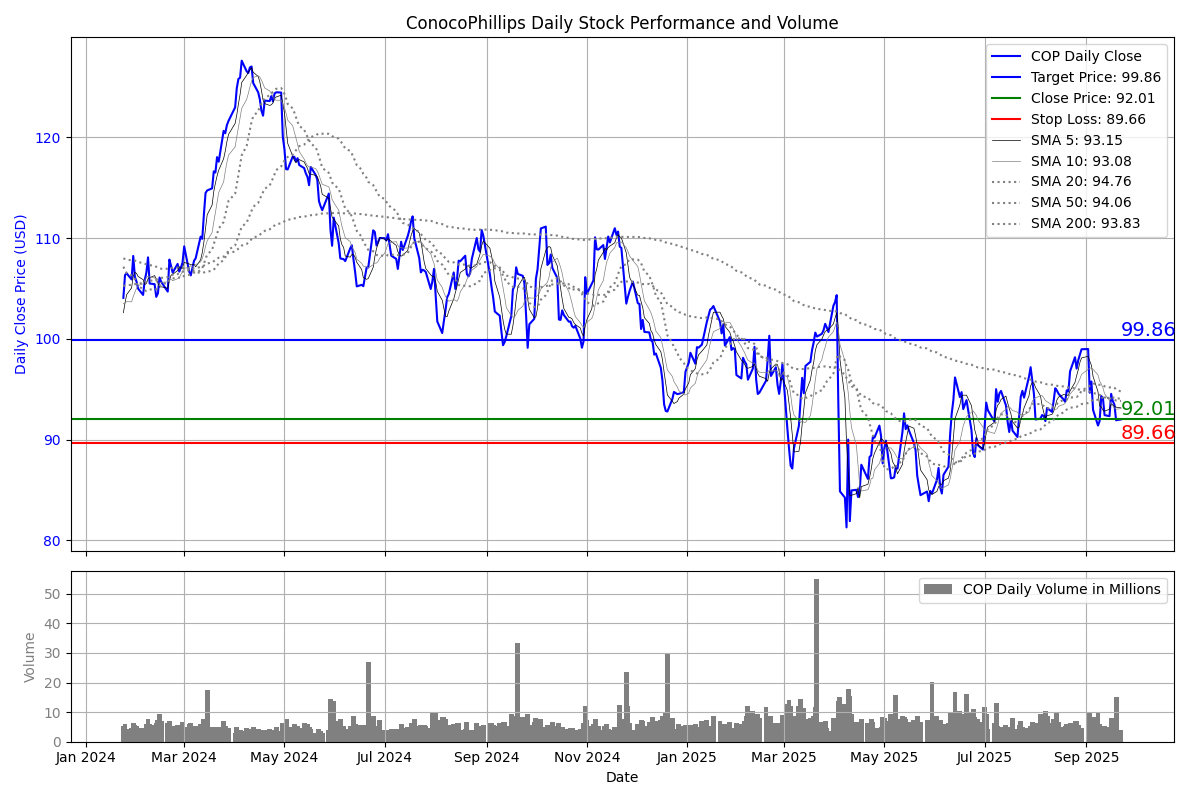 ConocoPhillips Daily Stock Performance and Volume
COP Daily Close
Target Price: 99.86
Close Price: 92.01
Stop Loss: 89.66
SMA 5: 93.15
SMA 10: 93.08
SMA 20: 94.76
SMA 50: 94.06
SMA 200: 93.83
Daily Close Price (USD)
120
110
100
90
80
99.86
92.01
89.66
COP Daily Volume in Millions
Volume
50
40
30
20
10
0
Jan 2024 Mar 2024 May 2024 Jul 2024 Sep 2024 Nov 2024 Jan 2025 Mar 2025 May 2025 Jul 2025 Sep 2025
Date